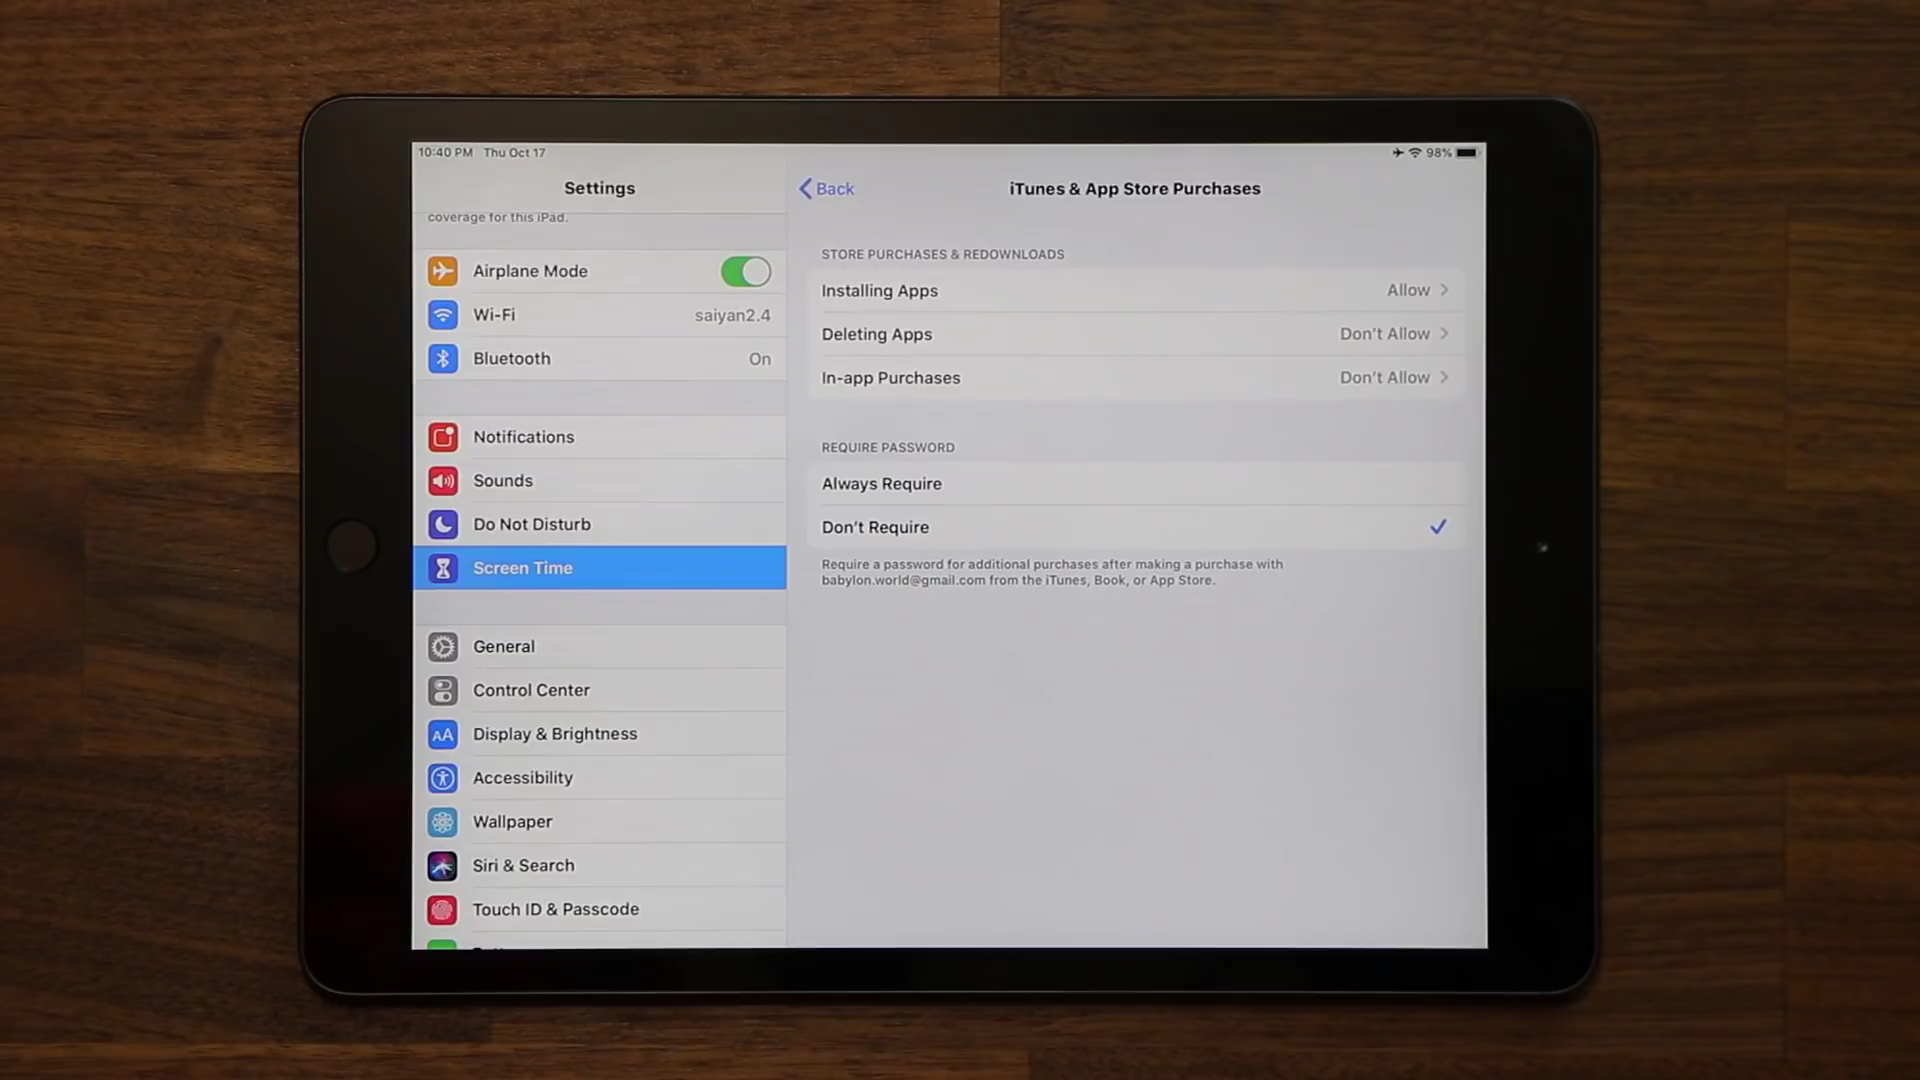 10:40 PM Thu Oct 17
98%
Settings
coverage for this iPad.
Airplane Mode
Wi-Fi saiyan2.4
Bluetooth On
Notifications
Sounds
Do Not Disturb
Screen Time
General
Control Center
Display & Brightness
AA
Accessibility
Wallpaper
Siri & Search
Touch ID & Passcode
Back
iTunes & App Store Purchases
STORE PURCHASES & REDOWNLOADS
Installing Apps Allow
Deleting Apps Don't Allow
In-app Purchases Don't Allow
REQUIRE PASSWORD
Always Require
Don't Require
Require a password for additional purchases after making a purchase with
babylon.world@gmail.com from the iTunes, Book, or App Store.